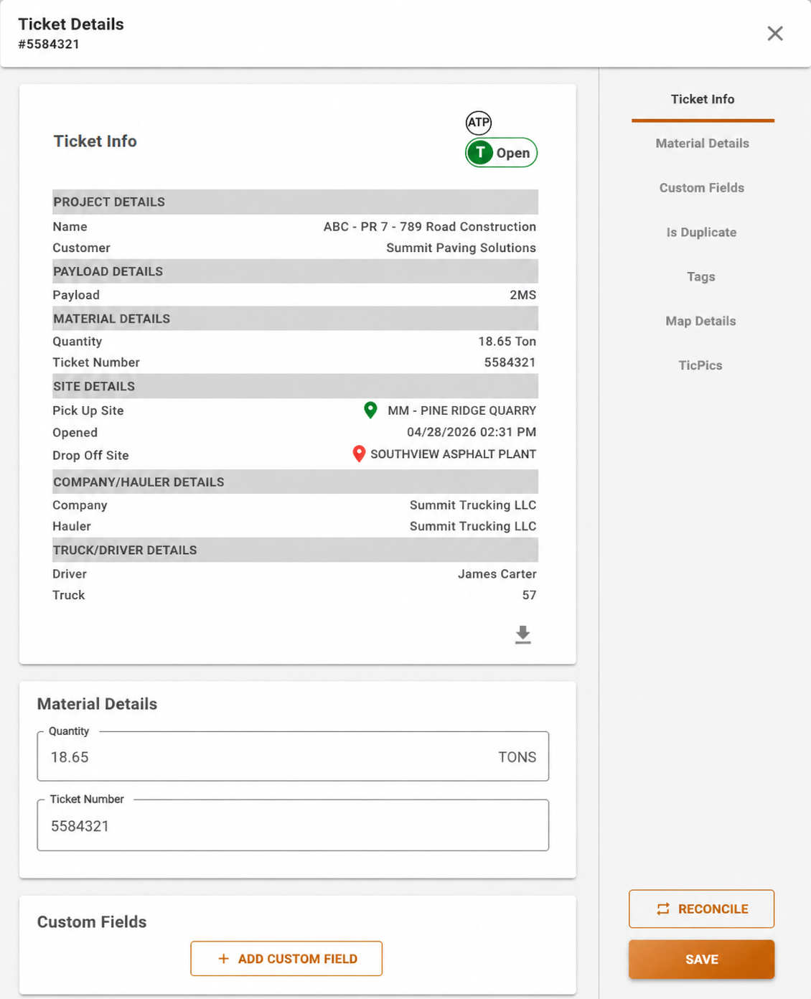 Ticket Details
#5584321
Ticket Info
ATP
T Open
PROJECT DETAILS
Name ABC - PR 7 - 789 Road Construction
Customer Summit Paving Solutions
PAYLOAD DETAILS
Payload 2MS
MATERIAL DETAILS
Quantity 18.65 Ton
Ticket Number 5584321
SITE DETAILS
Pick Up Site MM - PINE RIDGE QUARRY
Opened 04/28/2026 02:31 PM
Drop Off Site SOUTHVIEW ASPHALT PLANT
COMPANY/HAULER DETAILS
Company Summit Trucking LLC
Hauler Summit Trucking LLC
TRUCK/DRIVER DETAILS
Driver James Carter
Truck 57
Material Details
Quantity
18.65 TONS
Ticket Number
5584321
Custom Fields
+ ADD CUSTOM FIELD
Ticket Info
Material Details
Custom Fields
Is Duplicate
Tags
Map Details
TicPics
RECONCILE
SAVE